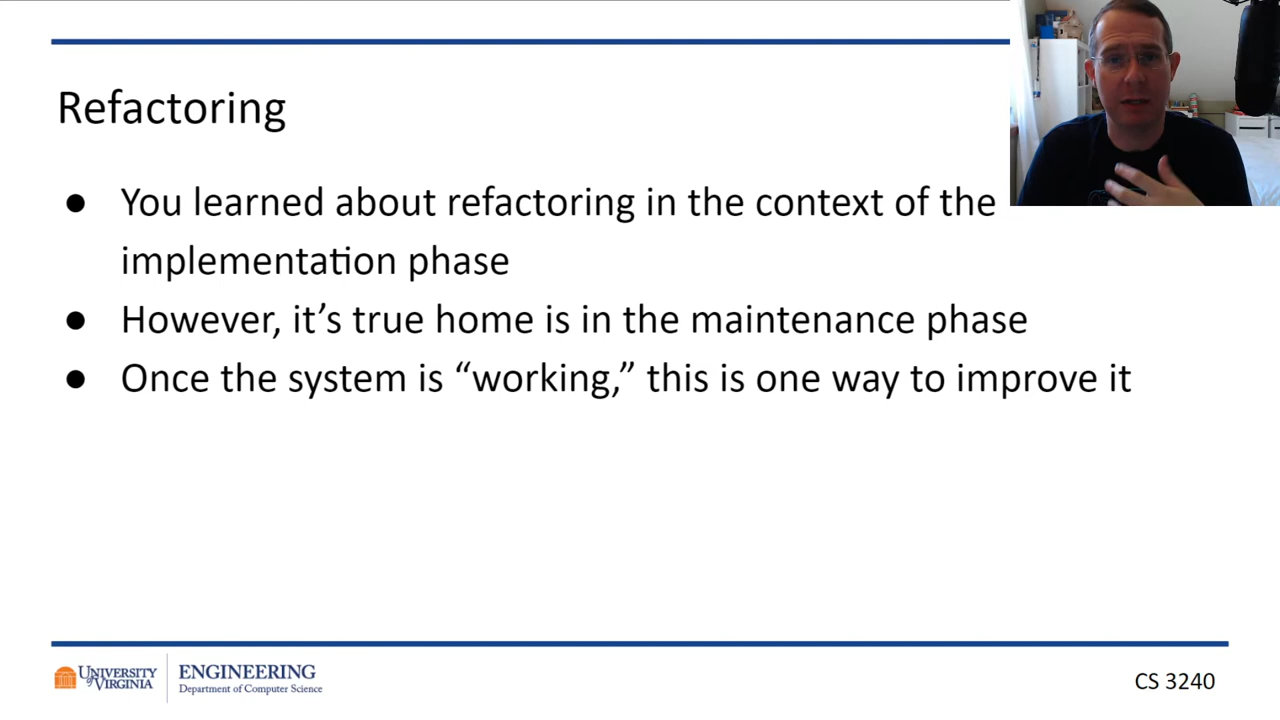 Refactoring
● You learned about refactoring in the context of the
implementation phase
● However, it’s true home is in the maintenance phase
● Once the system is “working,” this is one way to improve it
UNIVERSITY of VIRGINIA
ENGINEERING
Department of Computer Science
CS 3240